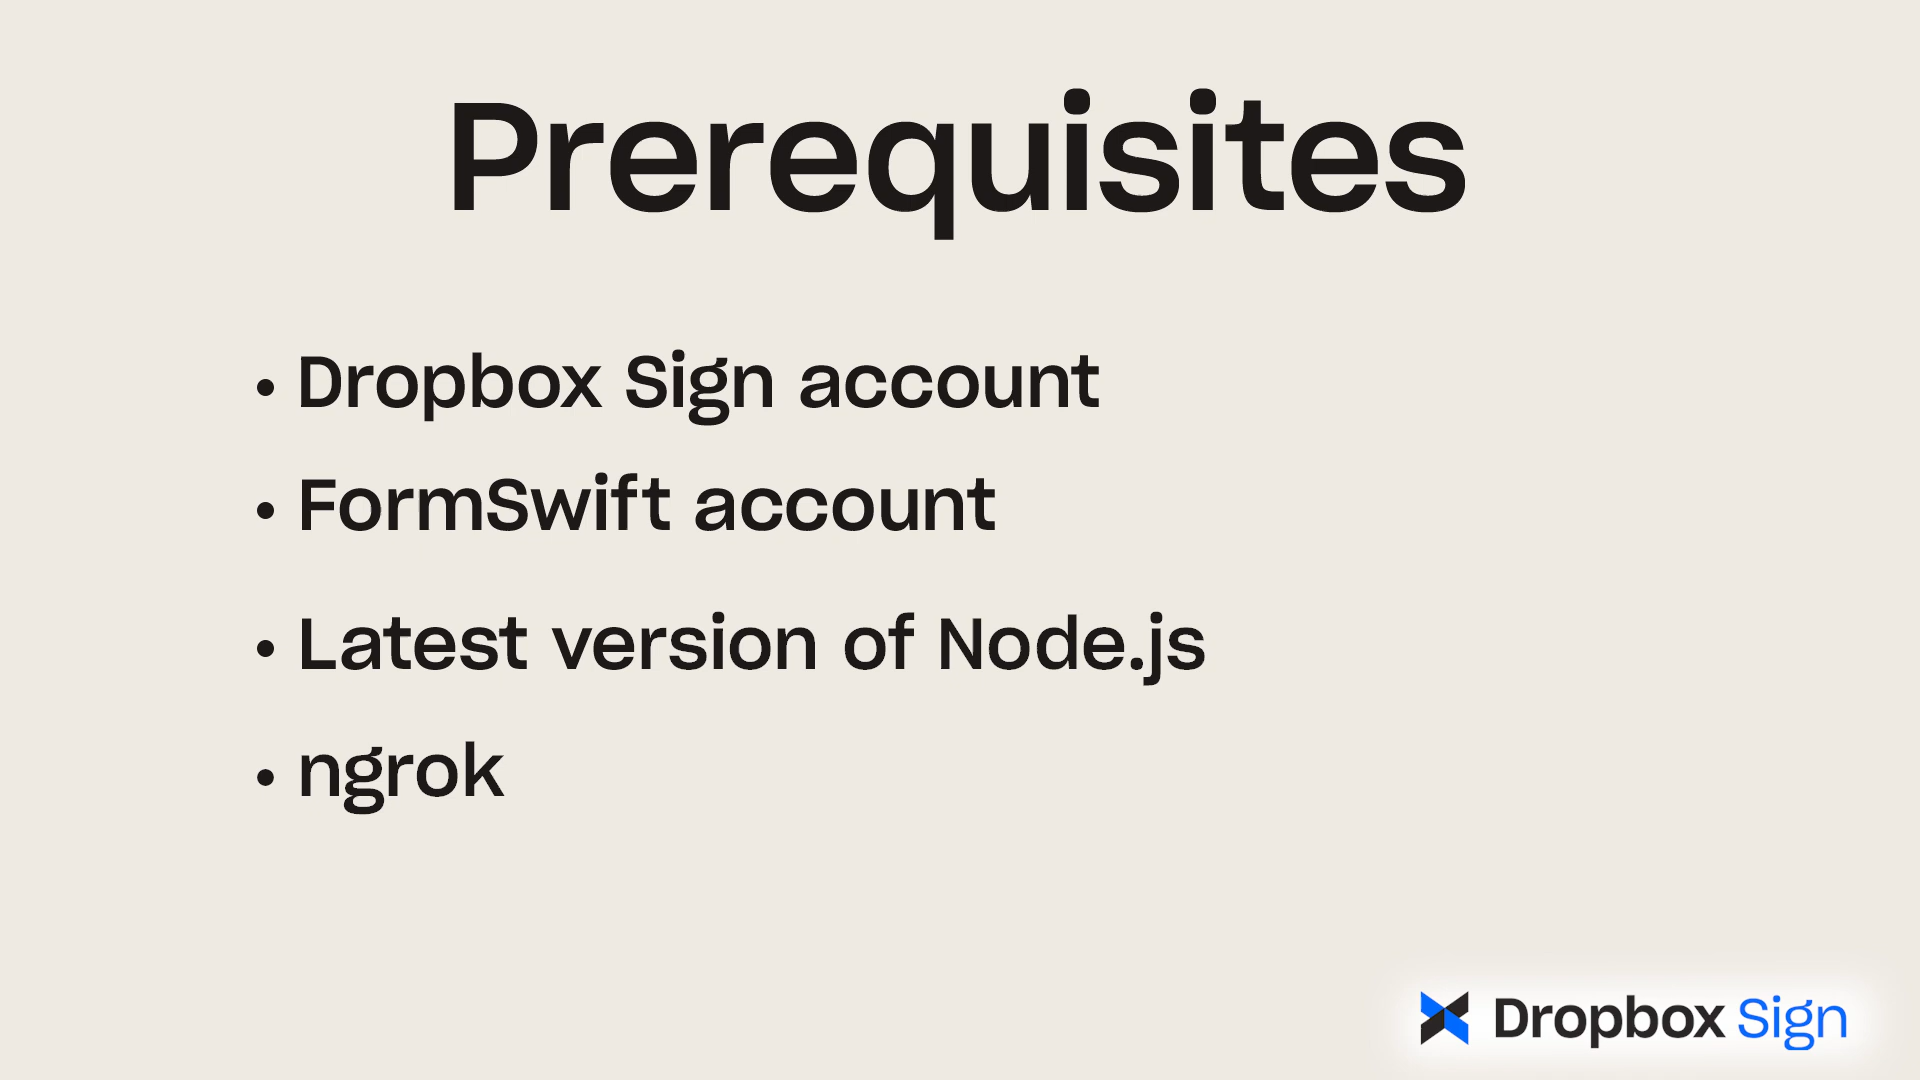 Prerequisites
• Dropbox Sign account
• FormSwift account
• Latest version of Node.js
• ngrok
Dropbox Sign